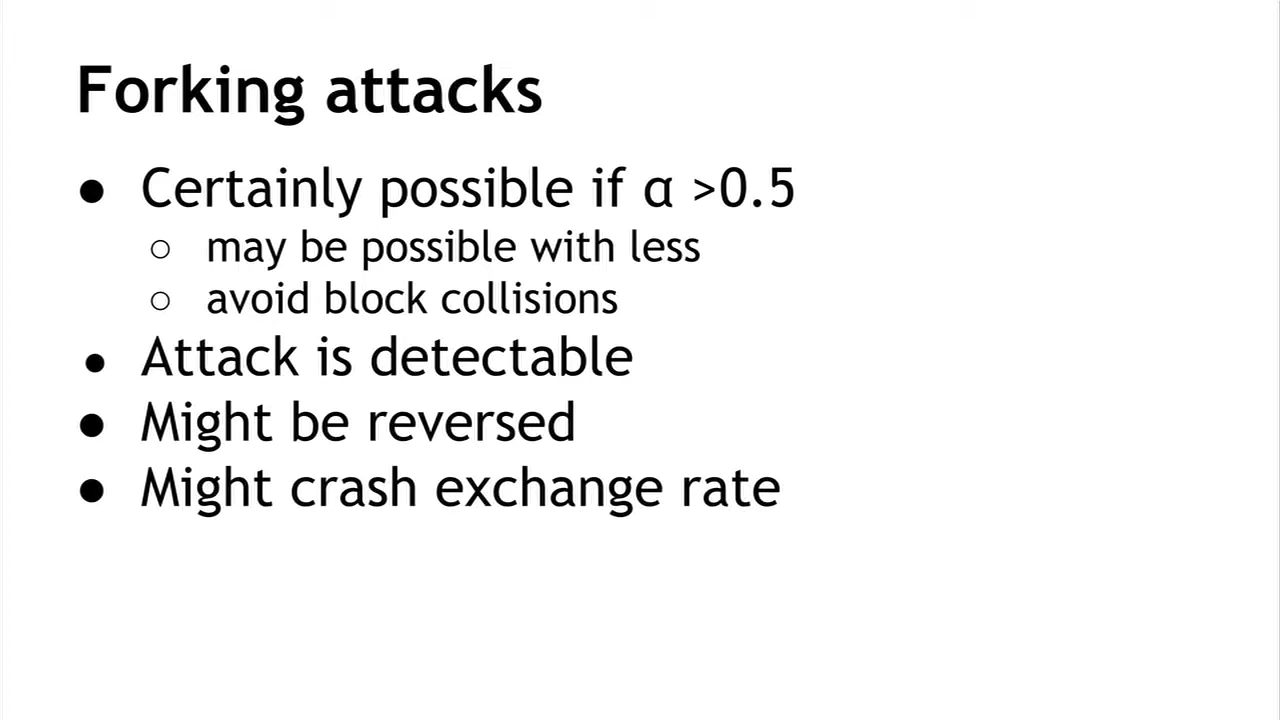 Forking attacks
● Certainly possible if α >0.5
○ may be possible with less
○ avoid block collisions
● Attack is detectable
● Might be reversed
● Might crash exchange rate